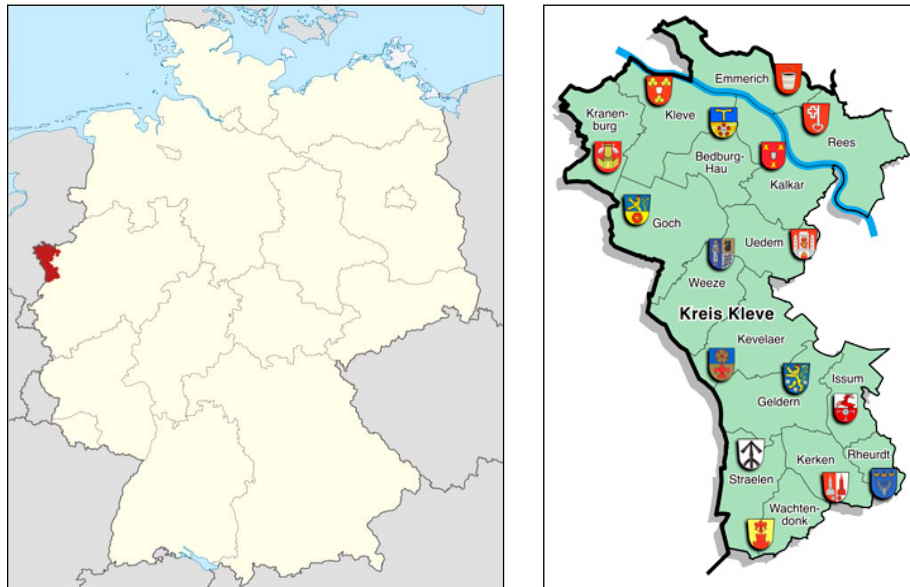 Emmerich
Kranen-
burg
Kleve
Rees
Bedburg-
Hau
Kalkar
Goch
Uedem
Weeze
Kreis Kleve
Kevelaer
Issum
Geldern
Kerken
Rheurdt
Straelen
Wachten-
donk